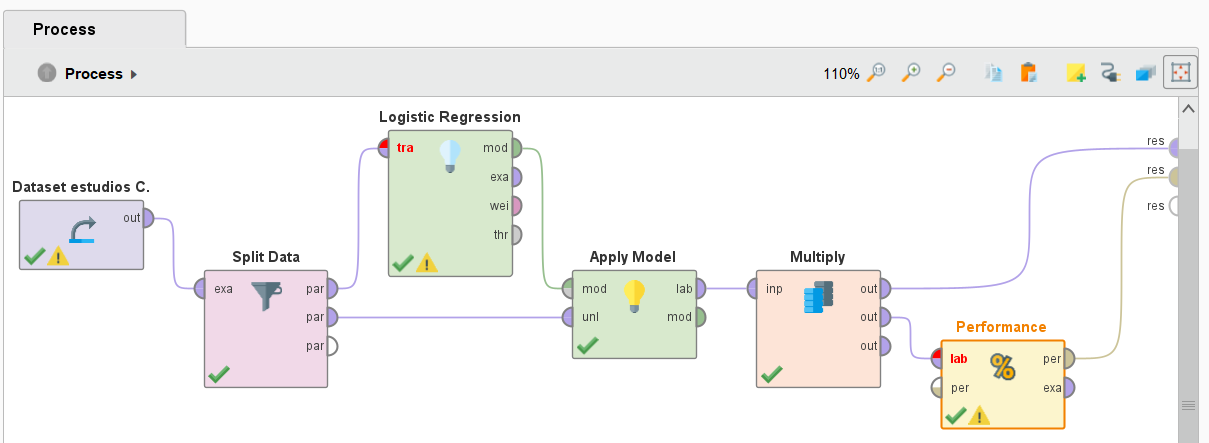 Process
Process
110%
Logistic Regression
tra
mod
exa
wei
thr
Dataset estudios C.
out
Split Data
exa
par
par
par
Apply Model
mod
lab
unl
mod
Multiply
inp
out
out
out
Performance
lab
per
per
exa
res
res
res